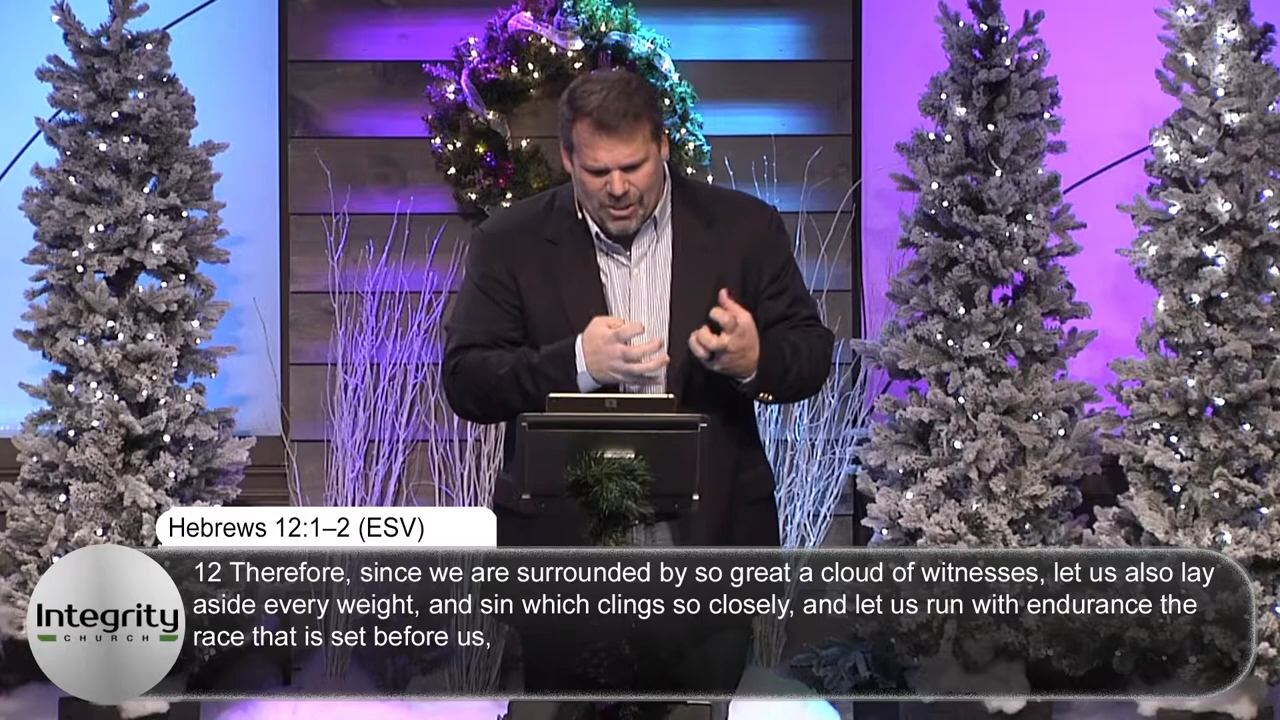 Hebrews 12:1–2 (ESV)
12 Therefore, since we are surrounded by so great a cloud of witnesses, let us also lay
aside every weight, and sin which clings so closely, and let us run with endurance the
race that is set before us,
Integrity
CHURCH